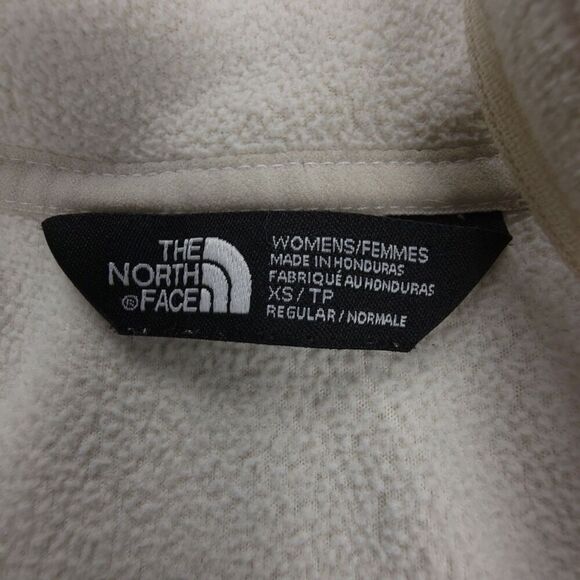 THE
NORTH
® FACE
WOMENS/FEMMES
MADE IN HONDURAS
FABRIQUÉ AU HONDURAS
XS/TP
REGULAR/NORMALE